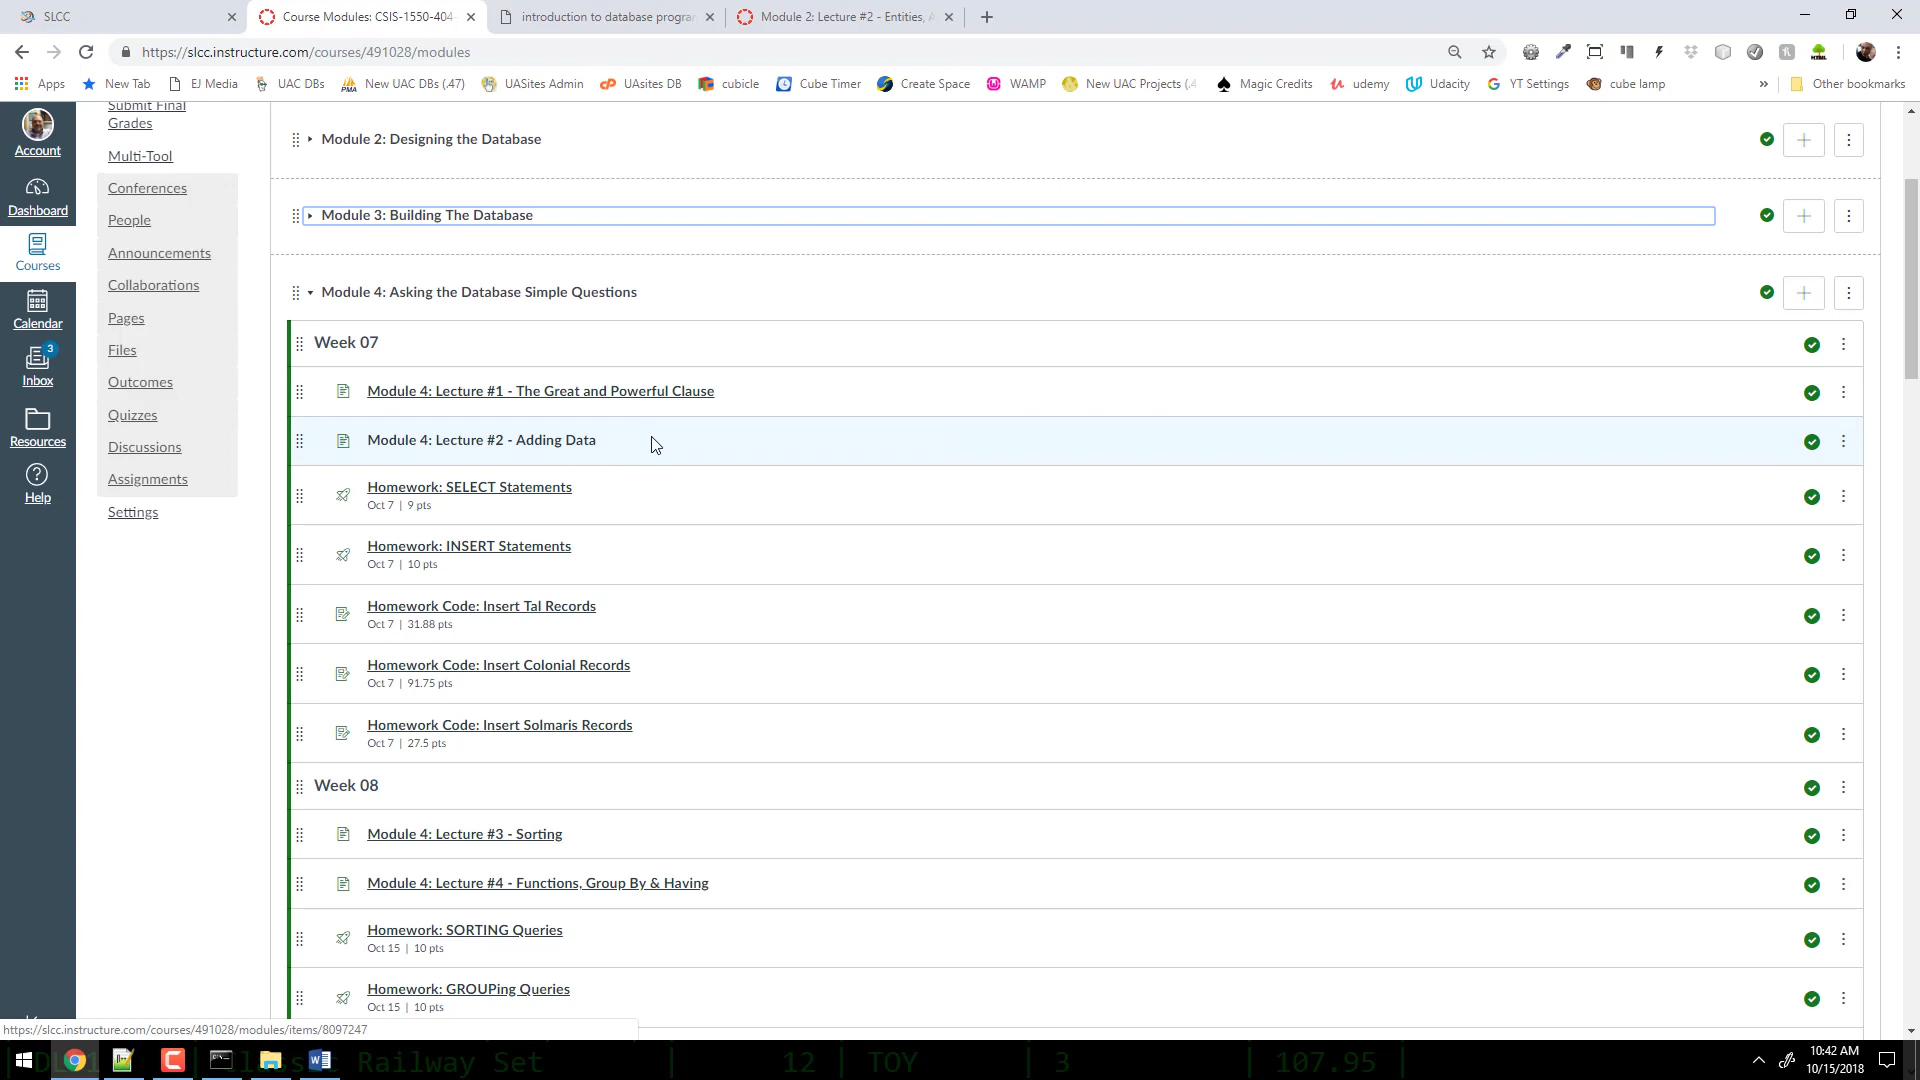 SLCC
Course Modules: CSIS-1550-404-
introduction to database program
Module 2: Lecture #2 - Entities, A
https://slcc.instructure.com/courses/491028/modules
Apps
New Tab
EJ Media
UAC DBs
New UAC DBs (.47)
UASites Admin
UAsites DB
cubicle
Cube Timer
Create Space
WAMP
New UAC Projects (.4
Magic Credits
udemy
Udacity
YT Settings
cube lamp
»
Other bookmarks
Account
Dashboard
Courses
Calendar
3
Inbox
Resources
Help
Submit Final
Grades
Multi-Tool
Conferences
People
Announcements
Collaborations
Pages
Files
Outcomes
Quizzes
Discussions
Assignments
Settings
Module 2: Designing the Database
Module 3: Building The Database
Module 4: Asking the Database Simple Questions
Week 07
Module 4: Lecture #1 - The Great and Powerful Clause
Module 4: Lecture #2 - Adding Data
Homework: SELECT Statements
Oct 7 | 9 pts
Homework: INSERT Statements
Oct 7 | 10 pts
Homework Code: Insert Tal Records
Oct 7 | 31.88 pts
Homework Code: Insert Colonial Records
Oct 7 | 91.75 pts
Homework Code: Insert Solmaris Records
Oct 7 | 27.5 pts
Week 08
Module 4: Lecture #3 - Sorting
Module 4: Lecture #4 - Functions, Group By & Having
Homework: SORTING Queries
Oct 15 | 10 pts
Homework: GROUPing Queries
Oct 15 | 10 pts
https://slcc.instructure.com/courses/491028/modules/items/8097247
Railway Set | 12 | TOY | 3 | 107.95 |
10:42 AM
10/15/2018